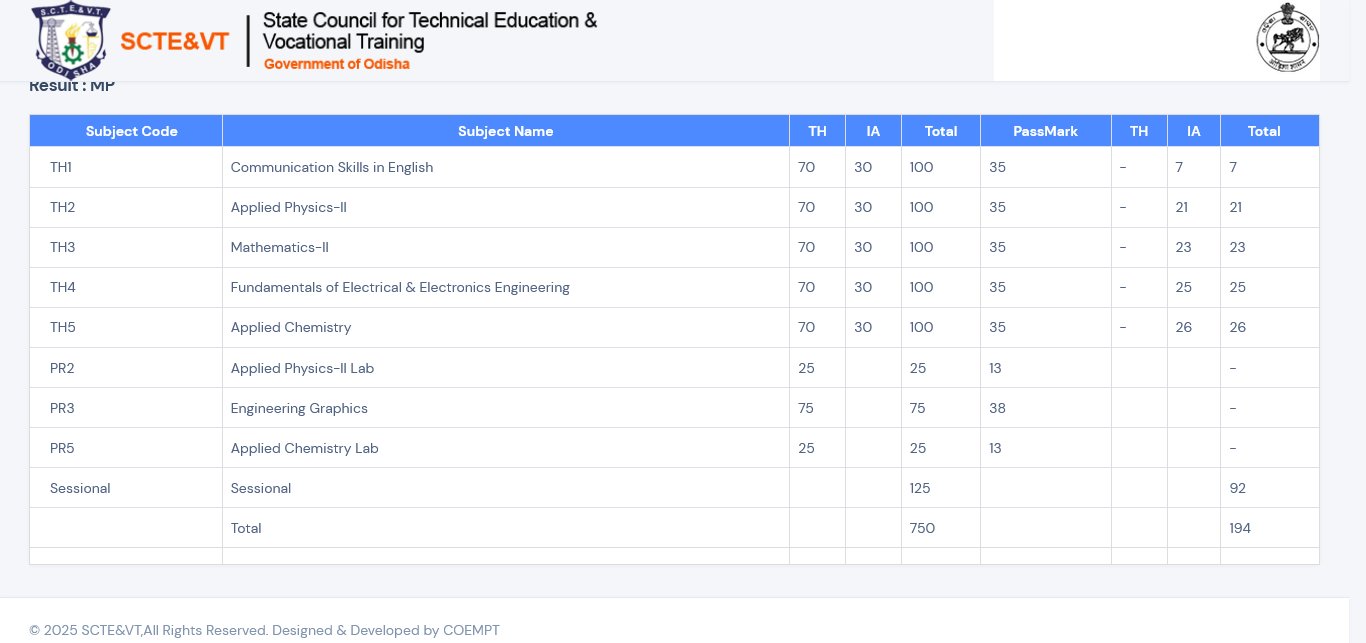 S.C.T.E.& V.T.
ODISHA
SCTE&VT
State Council for Technical Education &
Vocational Training
Government of Odisha
Result : MP
Subject Code Subject Name TH IA Total PassMark TH IA Total
TH1 Communication Skills in English 70 30 100 35 - 7 7
TH2 Applied Physics-II 70 30 100 35 - 21 21
TH3 Mathematics-II 70 30 100 35 - 23 23
TH4 Fundamentals of Electrical & Electronics Engineering 70 30 100 35 - 25 25
TH5 Applied Chemistry 70 30 100 35 - 26 26
PR2 Applied Physics-II Lab 25 25 13 -
PR3 Engineering Graphics 75 75 38 -
PR5 Applied Chemistry Lab 25 25 13 -
Sessional Sessional 125 92
Total 750 194
© 2025 SCTE&VT,All Rights Reserved. Designed & Developed by COEMPT